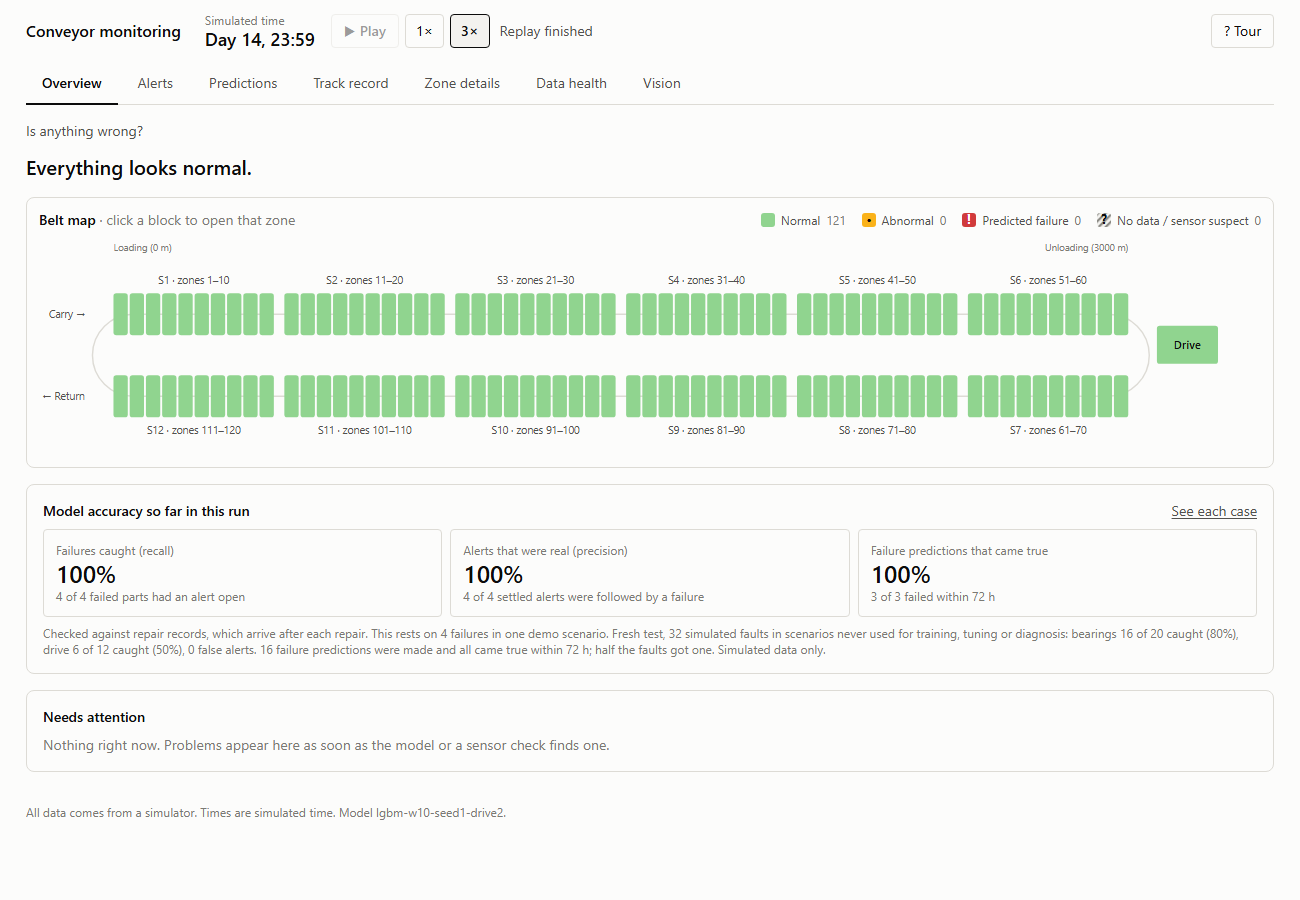 Conveyor monitoring
Simulated time
Day 14, 23:59
▶ Play
1×
3×
Replay finished
? Tour
Overview
Alerts
Predictions
Track record
Zone details
Data health
Vision
Is anything wrong?
Everything looks normal.
Belt map · click a block to open that zone
Normal 121
Abnormal 0
! Predicted failure 0
? No data / sensor suspect 0
Loading (0 m)
Unloading (3000 m)
S1 · zones 1–10
S2 · zones 11–20
S3 · zones 21–30
S4 · zones 31–40
S5 · zones 41–50
S6 · zones 51–60
Carry →
Drive
← Return
S12 · zones 111–120
S11 · zones 101–110
S10 · zones 91–100
S9 · zones 81–90
S8 · zones 71–80
S7 · zones 61–70
Model accuracy so far in this run
See each case
Failures caught (recall)
100%
4 of 4 failed parts had an alert open
Alerts that were real (precision)
100%
4 of 4 settled alerts were followed by a failure
Failure predictions that came true
100%
3 of 3 failed within 72 h
Checked against repair records, which arrive after each repair. This rests on 4 failures in one demo scenario. Fresh test, 32 simulated faults in scenarios never used for training, tuning or diagnosis: bearings 16 of 20 caught (80%),
drive 6 of 12 caught (50%), 0 false alerts. 16 failure predictions were made and all came true within 72 h; half the faults got one. Simulated data only.
Needs attention
Nothing right now. Problems appear here as soon as the model or a sensor check finds one.
All data comes from a simulator. Times are simulated time. Model lgbm-w10-seed1-drive2.